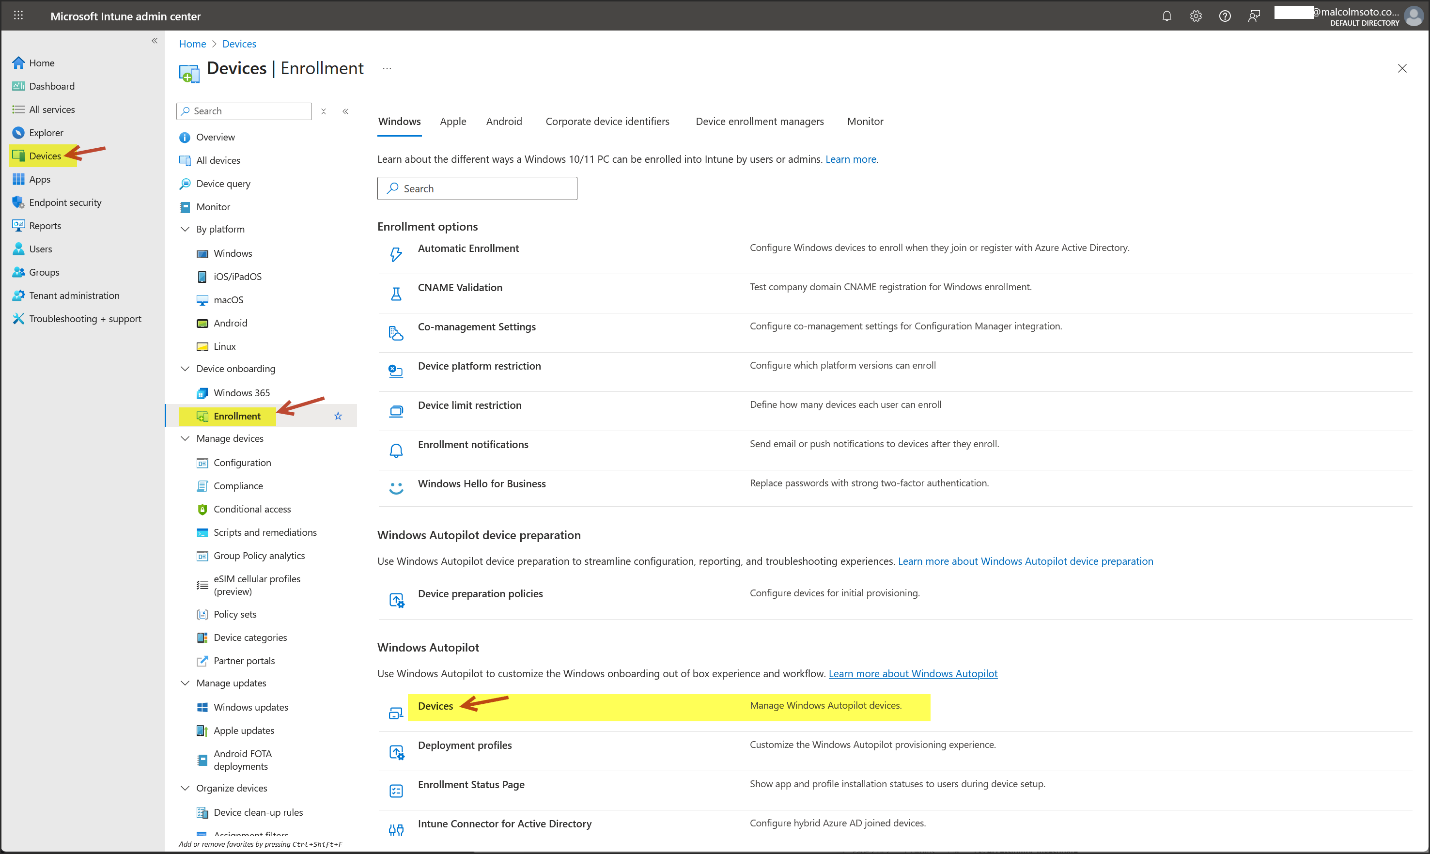 Microsoft Intune admin center
@malcolmsoto.co...
DEFAULT DIRECTORY
Home
Dashboard
All services
Explorer
Devices
Apps
Endpoint security
Reports
Users
Groups
Tenant administration
Troubleshooting + support
Home > Devices
Devices | Enrollment ...
Search
Overview
All devices
Device query
Monitor
By platform
Windows
iOS/iPadOS
macOS
Android
Linux
Device onboarding
Windows 365
Enrollment
Manage devices
Configuration
Compliance
Conditional access
Scripts and remediations
Group Policy analytics
eSIM cellular profiles
(preview)
Policy sets
Device categories
Partner portals
Manage updates
Windows updates
Apple updates
Android FOTA
deployments
Organize devices
Device clean-up rules
Assignment filters
Add or remove favorites by pressing Ctrl+Shift+F
Windows Apple Android Corporate device identifiers Device enrollment managers Monitor
Learn about the different ways a Windows 10/11 PC can be enrolled into Intune by users or admins. Learn more.
Search
Enrollment options
Automatic Enrollment Configure Windows devices to enroll when they join or register with Azure Active Directory.
CNAME Validation Test company domain CNAME registration for Windows enrollment.
Co-management Settings Configure co-management settings for Configuration Manager integration.
Device platform restriction Configure which platform versions can enroll
Device limit restriction Define how many devices each user can enroll
Enrollment notifications Send email or push notifications to devices after they enroll.
Windows Hello for Business Replace passwords with strong two-factor authentication.
Windows Autopilot device preparation
Use Windows Autopilot device preparation to streamline configuration, reporting, and troubleshooting experiences. Learn more about Windows Autopilot device preparation
Device preparation policies Configure devices for initial provisioning.
Windows Autopilot
Use Windows Autopilot to customize the Windows onboarding out of box experience and workflow. Learn more about Windows Autopilot
Devices Manage Windows Autopilot devices.
Deployment profiles Customize the Windows Autopilot provisioning experience.
Enrollment Status Page Show app and profile installation statuses to users during device setup.
Intune Connector for Active Directory Configure hybrid Azure AD joined devices.